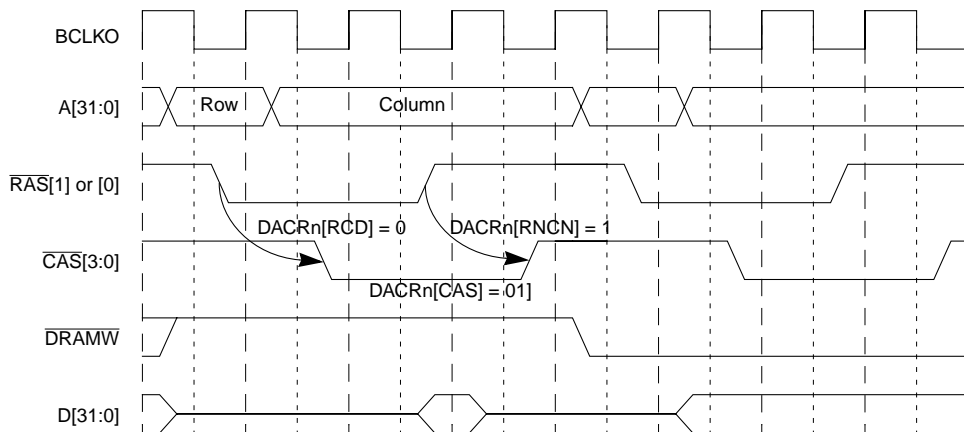 BCLKO
A[31:0]
Row
Column
RAS[1] or [0]
DACRn[RCD] = 0
DACRn[RNCN] = 1
CAS[3:0]
DACRn[CAS] = 01]
DRAMW
D[31:0]